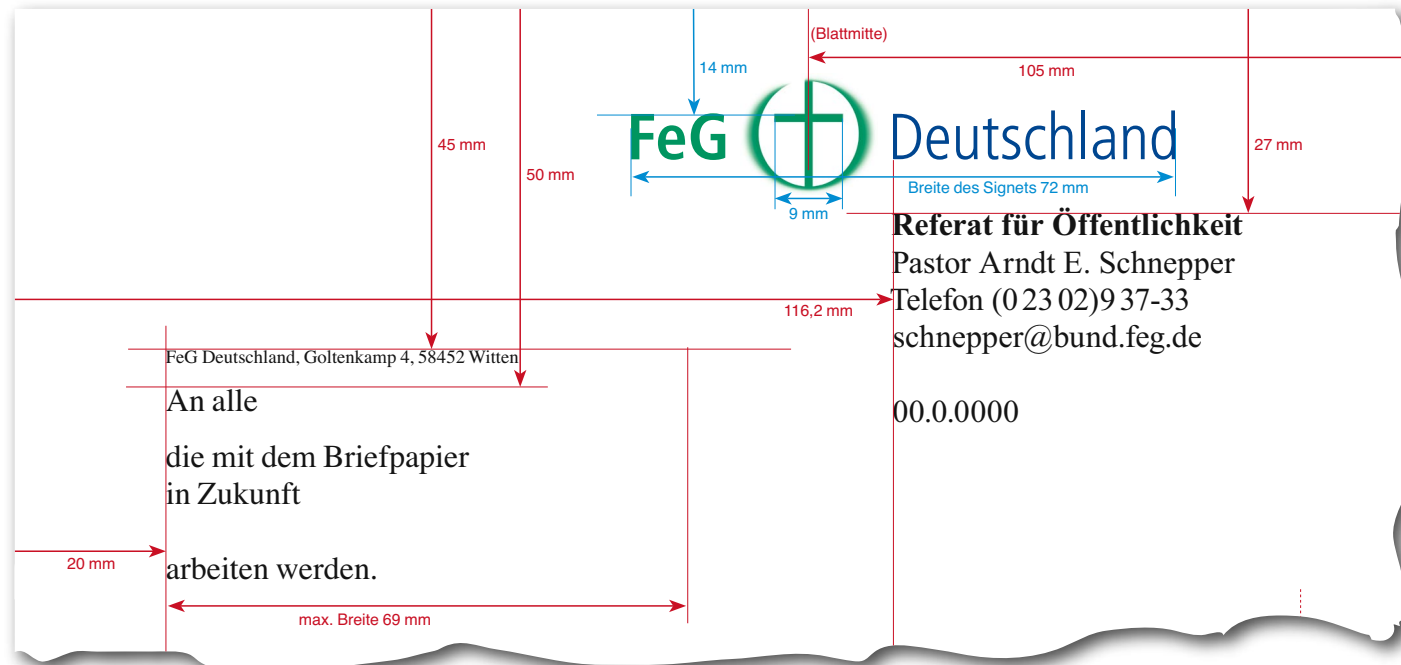 (Blattmitte)
14 mm
105 mm
FeG Deutschland
45 mm
27 mm
50 mm
Breite des Signets 72 mm
9 mm
Referat für Öffentlichkeit
Pastor Arndt E. Schnepper
Telefon (0 23 02)9 37-33
116,2 mm
schnepper@bund.feg.de
FeG Deutschland, Goltenkamp 4, 58452 Witten
An alle
00.0.0000
die mit dem Briefpapier
in Zukunft
20 mm
arbeiten werden.
max. Breite 69 mm